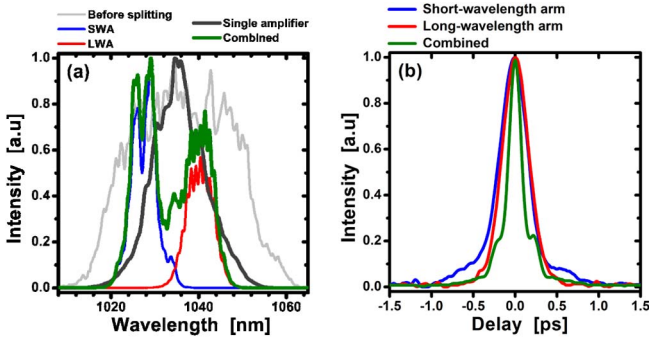 Before splitting
SWA
LWA
Single amplifier
Combined
(a)
Intensity [a.u]
1.0
0.8
0.6
0.4
0.2
0.0
1020 1040 1060
Wavelength [nm]
Short-wavelength arm
Long-wavelength arm
Combined
(b)
Intensity [a.u]
1.0
0.8
0.6
0.4
0.2
0.0
-1.5 -1.0 -0.5 0.0 0.5 1.0 1.5
Delay [ps]